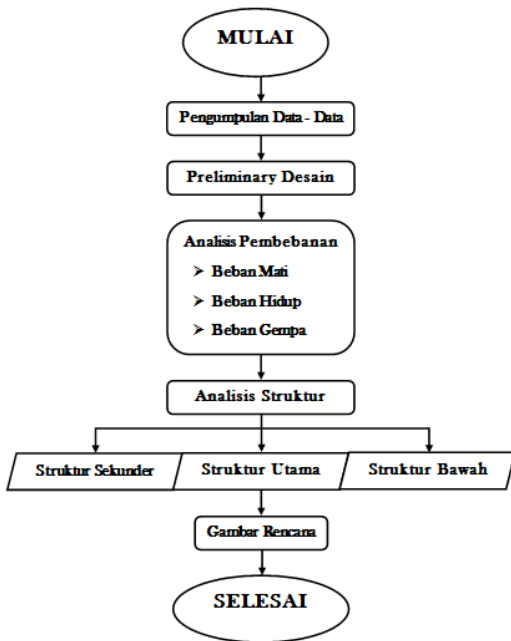 MULAI
Pengumpulan Data - Data
Preliminary Desain
Analisis Pembebanan
➢ Beban Mati
➢ Beban Hidup
➢ Beban Gempa
Analisis Struktur
Struktur Sekunder
Struktur Utama
Struktur Bawah
Gambar Rencana
SELESAI